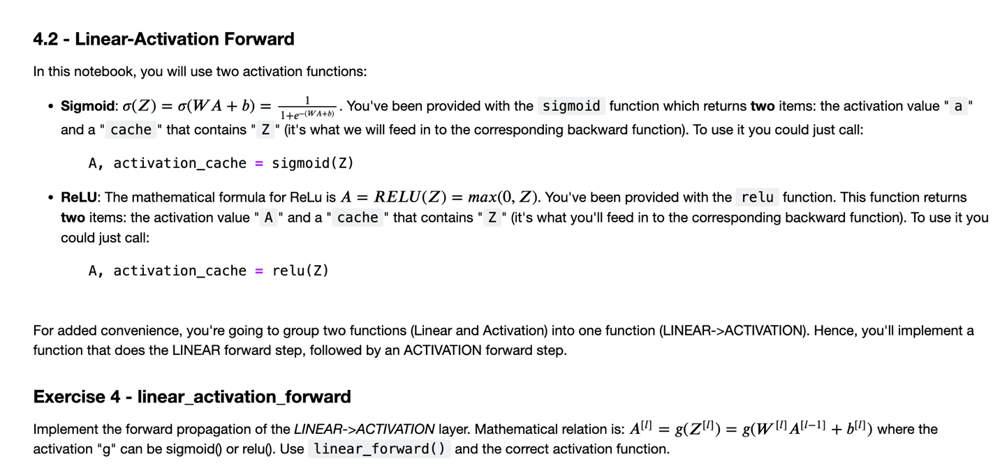 4.2 - Linear-Activation Forward
In this notebook, you will use two activation functions:
• Sigmoid: σ(Z) = σ(WA + b) = 1/(1+e^−(WA+b)). You've been provided with the sigmoid function which returns two items: the activation value " a "
and a " cache " that contains " Z " (it's what we will feed in to the corresponding backward function). To use it you could just call:
A, activation_cache = sigmoid(Z)
• ReLU: The mathematical formula for ReLu is A = RELU(Z) = max(0, Z). You've been provided with the relu function. This function returns
two items: the activation value " A " and a " cache " that contains " Z " (it's what you'll feed in to the corresponding backward function). To use it you
could just call:
A, activation_cache = relu(Z)
For added convenience, you're going to group two functions (Linear and Activation) into one function (LINEAR->ACTIVATION). Hence, you'll implement a
function that does the LINEAR forward step, followed by an ACTIVATION forward step.
Exercise 4 - linear_activation_forward
Implement the forward propagation of the LINEAR->ACTIVATION layer. Mathematical relation is: A^[l] = g(Z^[l]) = g(W^[l] A^[l−1] + b^[l]) where the
activation "g" can be sigmoid() or relu(). Use linear_forward() and the correct activation function.